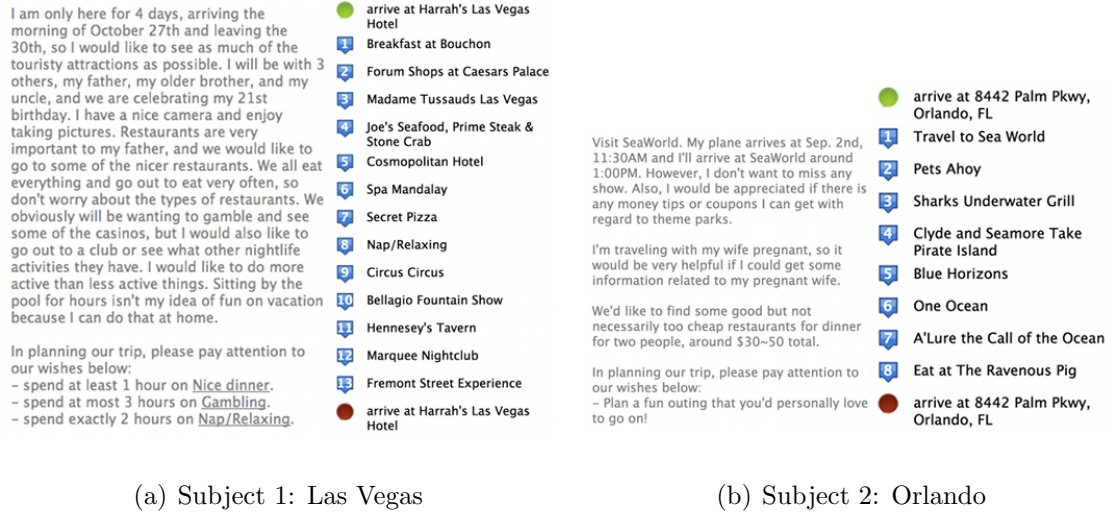 I am only here for 4 days, arriving the
morning of October 27th and leaving the
30th, so I would like to see as much of the
touristy attractions as possible. I will be with 3
others, my father, my older brother, and my
uncle, and we are celebrating my 21st
birthday. I have a nice camera and enjoy
taking pictures. Restaurants are very
important to my father, and we would like to
go to some of the nicer restaurants. We all eat
everything and go out to eat very often, so
don't worry about the types of restaurants. We
obviously will be wanting to gamble and see
some of the casinos, but I would also like to
go out to a club or see what other nightlife
activities they have. I would like to do more
active than less active things. Sitting by the
pool for hours isn't my idea of fun on vacation
because I can do that at home.
In planning our trip, please pay attention to
our wishes below:
- spend at least 1 hour on Nice dinner.
- spend at most 3 hours on Gambling.
- spend exactly 2 hours on Nap/Relaxing.
arrive at Harrah's Las Vegas
Hotel
1 Breakfast at Bouchon
2 Forum Shops at Caesars Palace
3 Madame Tussauds Las Vegas
4 Joe's Seafood, Prime Steak &
Stone Crab
5 Cosmopolitan Hotel
6 Spa Mandalay
7 Secret Pizza
8 Nap/Relaxing
9 Circus Circus
10 Bellagio Fountain Show
11 Hennesey's Tavern
12 Marquee Nightclub
13 Fremont Street Experience
arrive at Harrah's Las Vegas
Hotel
(a) Subject 1: Las Vegas
Visit SeaWorld. My plane arrives at Sep. 2nd,
11:30AM and I'll arrive at SeaWorld around
1:00PM. However, I don't want to miss any
show. Also, I would be appreciated if there is
any money tips or coupons I can get with
regard to theme parks.
I'm traveling with my wife pregnant, so it
would be very helpful if I could get some
information related to my pregnant wife.
We'd like to find some good but not
necessarily too cheap restaurants for dinner
for two people, around $30~50 total.
In planning our trip, please pay attention to
our wishes below:
- Plan a fun outing that you'd personally love
to go on!
arrive at 8442 Palm Pkwy,
Orlando, FL
1 Travel to Sea World
2 Pets Ahoy
3 Sharks Underwater Grill
4 Clyde and Seamore Take
Pirate Island
5 Blue Horizons
6 One Ocean
7 A'Lure the Call of the Ocean
8 Eat at The Ravenous Pig
arrive at 8442 Palm Pkwy,
Orlando, FL
(b) Subject 2: Orlando